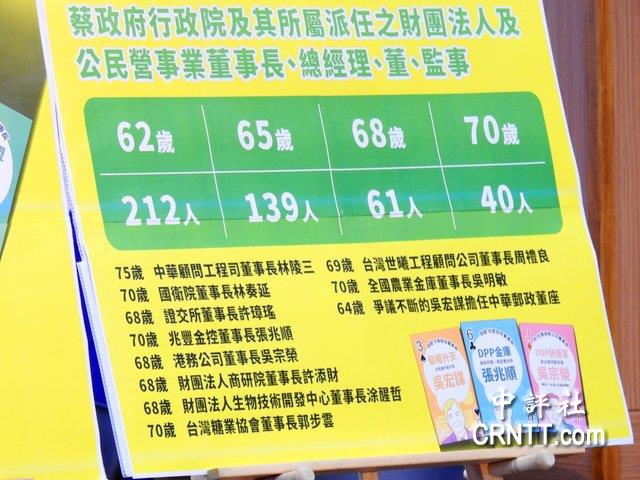 蔡政府行政院及其所屬派任之財團法人及
公民營事業董事長、總經理、董、監事
62歲 65歲 68歲 70歲
212人 139人 61人 40人
75歲 中華顧問工程司董事長林陵三
70歲 國衛院董事長林奏延
68歲 證交所董事長許璋瑤
70歲 兆豐金控董事長張兆順
68歲 港務公司董事長吳宗榮
68歲 財團法人商研院董事長許添財
68歲 財團法人生物技術開發中心董事長涂醒哲
70歲 台灣糖業協會董事長郭步雲
69歲 台灣世曦工程顧問公司董事長周禮良
70歲 全國農業金庫董事長吳明敏
64歲 爭議不斷的吳宏謀擔任中華郵政董座
3
吳宏謀
6
DPP金庫
張兆順
J
吳宗榮
中評社
CRNTT.com